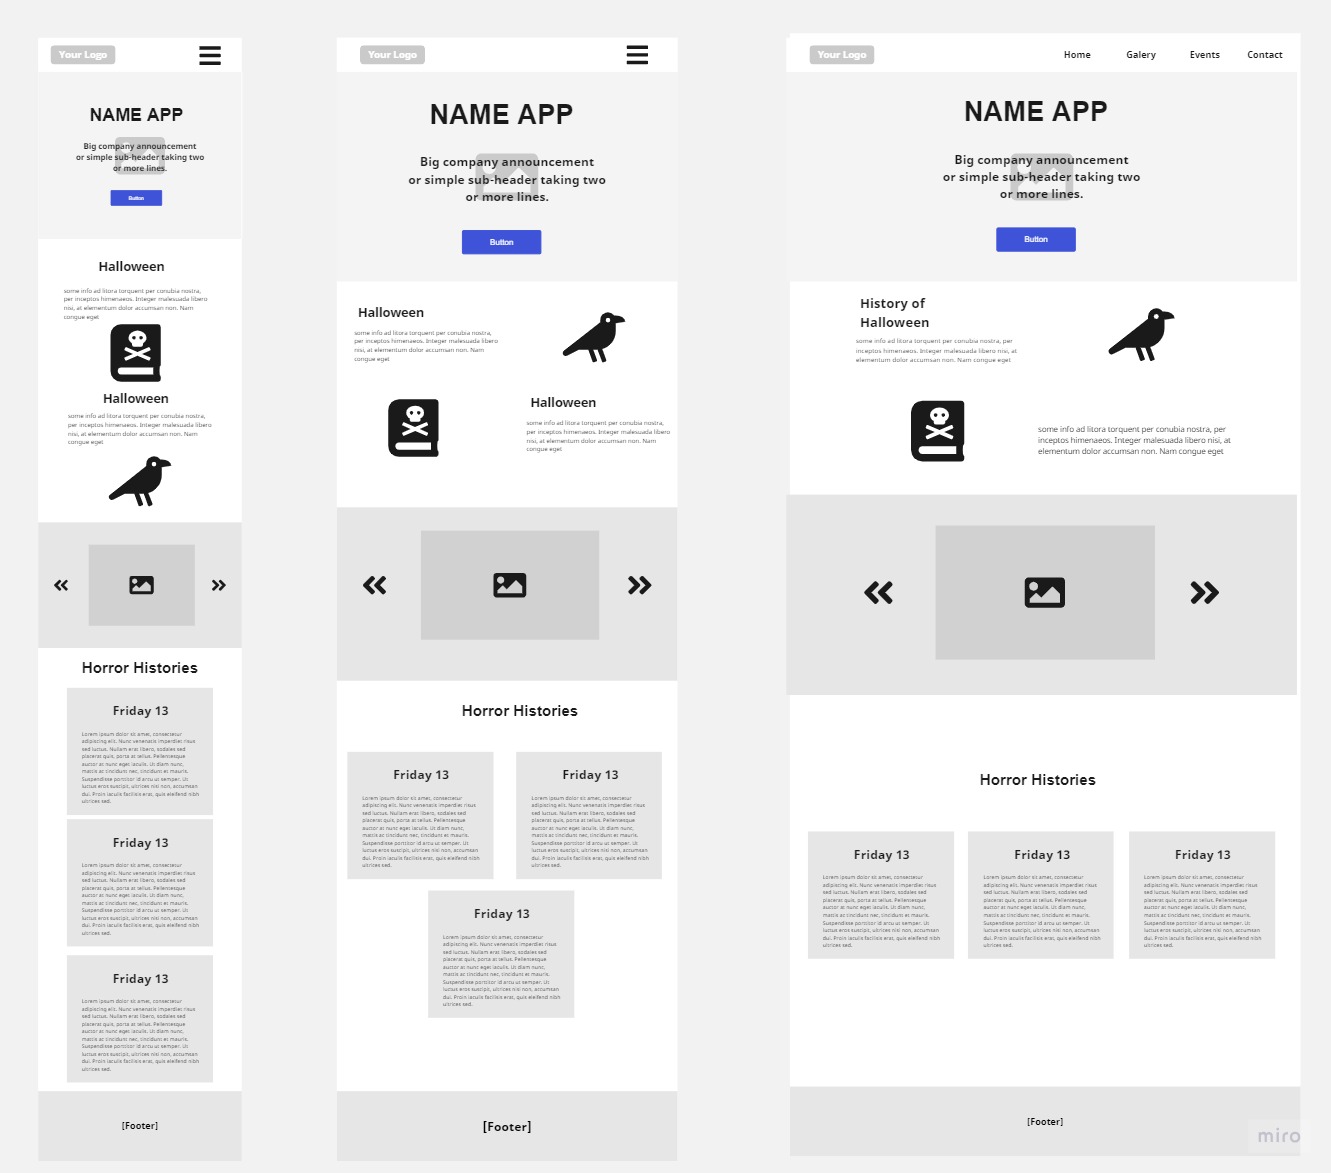 Your Logo
NAME APP
Big company announcement
or simple sub-header taking two
or more lines.
Button
Halloween
some info ad litora torquent per conubia nostra,
per inceptos himenaeos. Integer malesuada libero
nisi, at elementum dolor accumsan non. Nam
congue eget
Halloween
some info ad litora torquent per conubia nostra,
per inceptos himenaeos. Integer malesuada libero
nisi, at elementum dolor accumsan non. Nam
congue eget
Horror Histories
Friday 13
Lorem ipsum dolor sit amet, consectetur
adipiscing elit. Nunc venenatis imperdiet risus
sed luctus. Nullam erat libero, sodales sed
placerat quis, porta at tellus. Pellentesque
auctor at nunc eget iaculis. Ut diam nunc,
mattis ac tincidunt nec, tincidunt et mauris.
Suspendisse porttitor id arcu ut semper. Ut
luctus eros suscipit, ultrices nisi non, accumsan
dui. Proin iaculis facilisis erat, quis eleifend nibh
ultrices sed.
Friday 13
Lorem ipsum dolor sit amet, consectetur
adipiscing elit. Nunc venenatis imperdiet risus
sed luctus. Nullam erat libero, sodales sed
placerat quis, porta at tellus. Pellentesque
auctor at nunc eget iaculis. Ut diam nunc,
mattis ac tincidunt nec, tincidunt et mauris.
Suspendisse porttitor id arcu ut semper. Ut
luctus eros suscipit, ultrices nisi non, accumsan
dui. Proin iaculis facilisis erat, quis eleifend nibh
ultrices sed.
Friday 13
Lorem ipsum dolor sit amet, consectetur
adipiscing elit. Nunc venenatis imperdiet risus
sed luctus. Nullam erat libero, sodales sed
placerat quis, porta at tellus. Pellentesque
auctor at nunc eget iaculis. Ut diam nunc,
mattis ac tincidunt nec, tincidunt et mauris.
Suspendisse porttitor id arcu ut semper. Ut
luctus eros suscipit, ultrices nisi non, accumsan
dui. Proin iaculis facilisis erat, quis eleifend nibh
ultrices sed.
[Footer]
Your Logo
NAME APP
Big company announcement
or simple sub-header taking two
or more lines.
Button
Halloween
some info ad litora torquent per conubia nostra,
per inceptos himenaeos. Integer malesuada libero
nisi, at elementum dolor accumsan non. Nam
congue eget
Halloween
some info ad litora torquent per conubia nostra,
per inceptos himenaeos. Integer malesuada libero
nisi, at elementum dolor accumsan non. Nam
congue eget
Horror Histories
Friday 13
Lorem ipsum dolor sit amet, consectetur
adipiscing elit. Nunc venenatis imperdiet risus
sed luctus. Nullam erat libero, sodales sed
placerat quis, porta at tellus. Pellentesque
auctor at nunc eget iaculis. Ut diam nunc,
mattis ac tincidunt nec, tincidunt et mauris.
Suspendisse porttitor id arcu ut semper. Ut
luctus eros suscipit, ultrices nisi non, accumsan
dui. Proin iaculis facilisis erat, quis eleifend nibh
ultrices sed.
Friday 13
Lorem ipsum dolor sit amet, consectetur
adipiscing elit. Nunc venenatis imperdiet risus
sed luctus. Nullam erat libero, sodales sed
placerat quis, porta at tellus. Pellentesque
auctor at nunc eget iaculis. Ut diam nunc,
mattis ac tincidunt nec, tincidunt et mauris.
Suspendisse porttitor id arcu ut semper. Ut
luctus eros suscipit, ultrices nisi non, accumsan
dui. Proin iaculis facilisis erat, quis eleifend nibh
ultrices sed.
Friday 13
Lorem ipsum dolor sit amet, consectetur
adipiscing elit. Nunc venenatis imperdiet risus
sed luctus. Nullam erat libero, sodales sed
placerat quis, porta at tellus. Pellentesque
auctor at nunc eget iaculis. Ut diam nunc,
mattis ac tincidunt nec, tincidunt et mauris.
Suspendisse porttitor id arcu ut semper. Ut
luctus eros suscipit, ultrices nisi non, accumsan
dui. Proin iaculis facilisis erat, quis eleifend nibh
ultrices sed.
[Footer]
Your Logo
Home Galery Events Contact
NAME APP
Big company announcement
or simple sub-header taking two
or more lines.
Button
History of
Halloween
some info ad litora torquent per conubia nostra, per
inceptos himenaeos. Integer malesuada libero nisi, at
elementum dolor accumsan non. Nam congue eget
some info ad litora torquent per conubia nostra, per
inceptos himenaeos. Integer malesuada libero nisi, at
elementum dolor accumsan non. Nam congue eget
Horror Histories
Friday 13
Lorem ipsum dolor sit amet, consectetur
adipiscing elit. Nunc venenatis imperdiet risus
sed luctus. Nullam erat libero, sodales sed
placerat quis, porta at tellus. Pellentesque
auctor at nunc eget iaculis. Ut diam nunc,
mattis ac tincidunt nec, tincidunt et mauris.
Suspendisse porttitor id arcu ut semper. Ut
luctus eros suscipit, ultrices nisi non, accumsan
dui. Proin iaculis facilisis erat, quis eleifend nibh
ultrices sed.
Friday 13
Lorem ipsum dolor sit amet, consectetur
adipiscing elit. Nunc venenatis imperdiet risus
sed luctus. Nullam erat libero, sodales sed
placerat quis, porta at tellus. Pellentesque
auctor at nunc eget iaculis. Ut diam nunc,
mattis ac tincidunt nec, tincidunt et mauris.
Suspendisse porttitor id arcu ut semper. Ut
luctus eros suscipit, ultrices nisi non, accumsan
dui. Proin iaculis facilisis erat, quis eleifend nibh
ultrices sed.
Friday 13
Lorem ipsum dolor sit amet, consectetur
adipiscing elit. Nunc venenatis imperdiet risus
sed luctus. Nullam erat libero, sodales sed
placerat quis, porta at tellus. Pellentesque
auctor at nunc eget iaculis. Ut diam nunc,
mattis ac tincidunt nec, tincidunt et mauris.
Suspendisse porttitor id arcu ut semper. Ut
luctus eros suscipit, ultrices nisi non, accumsan
dui. Proin iaculis facilisis erat, quis eleifend nibh
ultrices sed.
[Footer]
miro